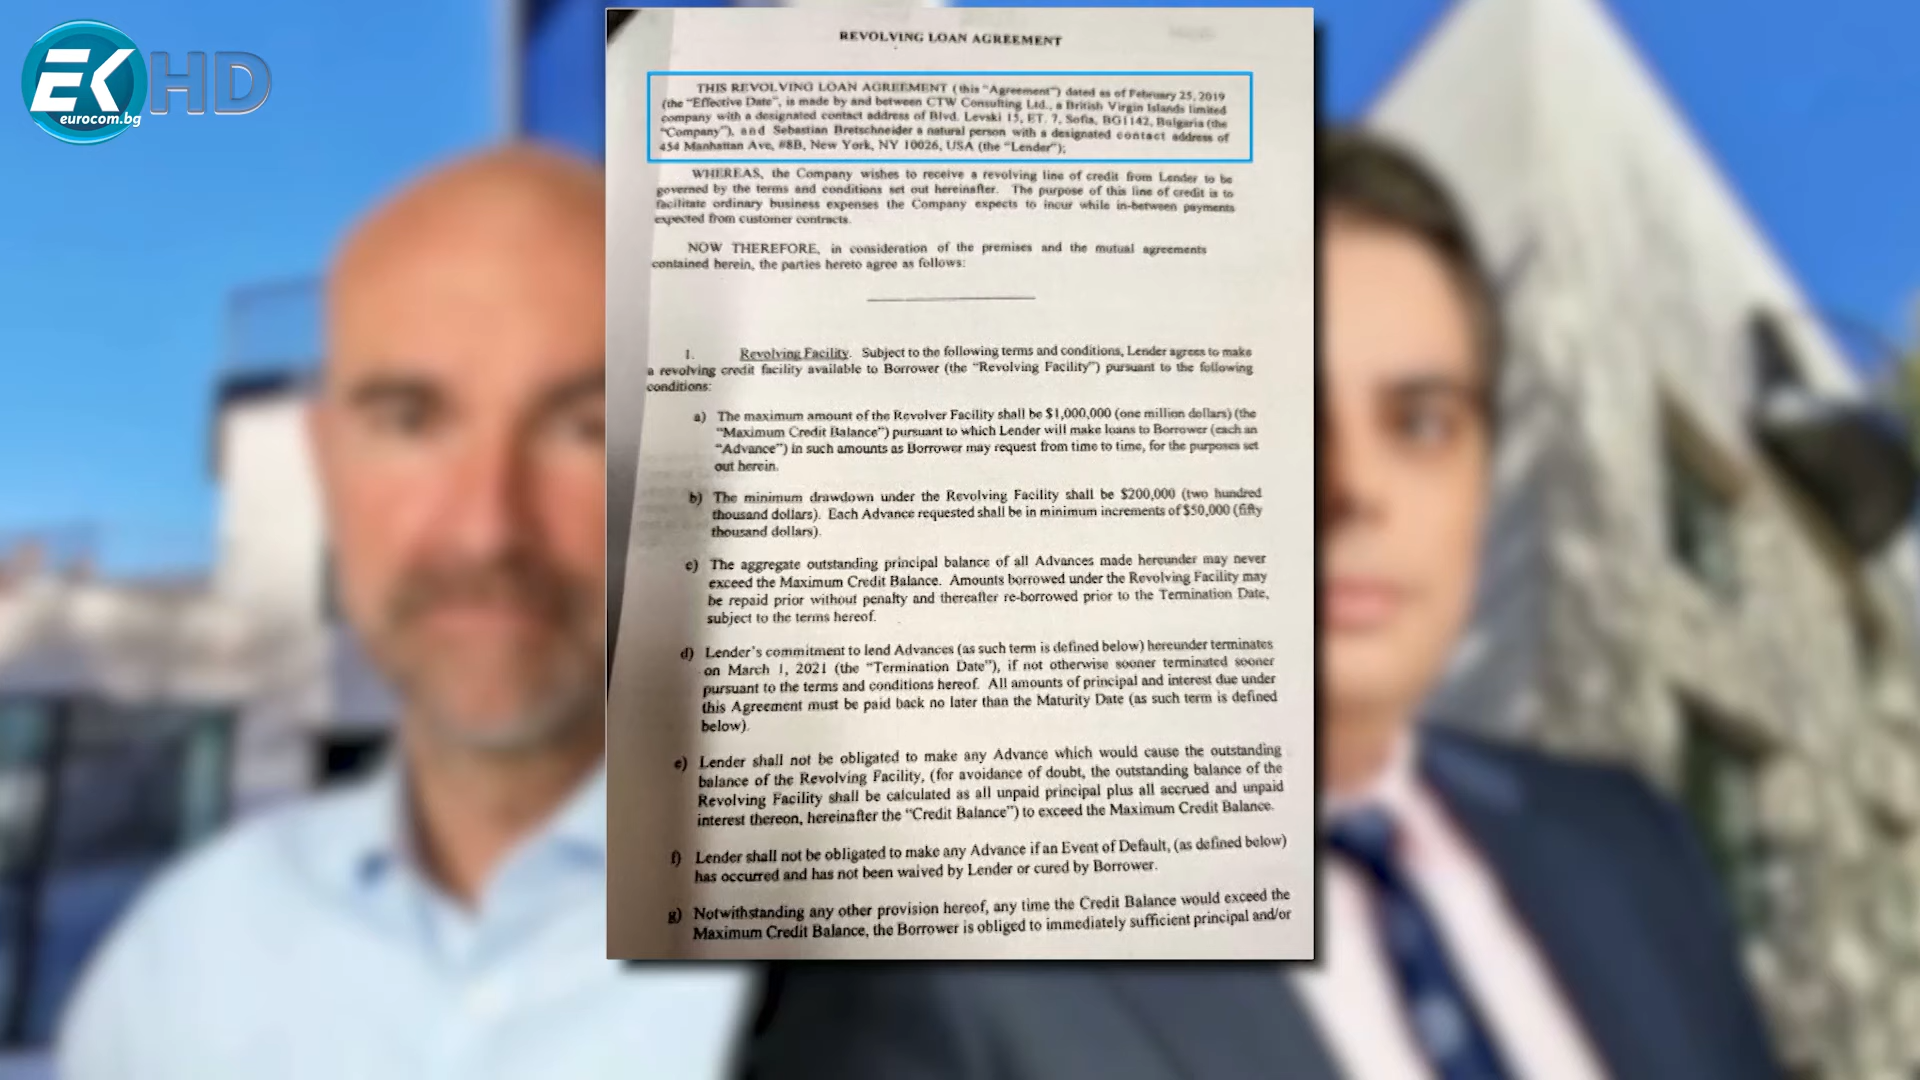 EK HD
eurocom.bg
REVOLVING LOAN AGREEMENT
THIS REVOLVING LOAN AGREEMENT (this "Agreement") dated as of February 25, 2019
(the "Effective Date", is made by and between CTW Consulting Ltd., a British Virgin Islands limited
company with a designated contact address of Blvd. Levski 15, ET. 7, Sofia, BG1142, Bulgaria (the
"Company"), and Sebastian Bretschneider a natural person with a designated contact address of
454 Manhattan Ave, #8B, New York, NY 10026, USA (the "Lender");
WHEREAS, the Company wishes to receive a revolving line of credit from Lender to be
governed by the terms and conditions set out hereinafter. The purpose of this line of credit is to
facilitate ordinary business expenses the Company expects to incur while in-between payments
expected from customer contracts.
NOW THEREFORE, in consideration of the premises and the mutual agreements
contained herein, the parties hereto agree as follows:
1. Revolving Facility. Subject to the following terms and conditions, Lender agrees to make
a revolving credit facility available to Borrower (the "Revolving Facility") pursuant to the following
conditions:
a) The maximum amount of the Revolver Facility shall be $1,000,000 (one million dollars) (the
"Maximum Credit Balance") pursuant to which Lender will make loans to Borrower (each an
"Advance") in such amounts as Borrower may request from time to time, for the purposes set
out herein.
b) The minimum drawdown under the Revolving Facility shall be $200,000 (two hundred
thousand dollars). Each Advance requested shall be in minimum increments of $50,000 (fifty
thousand dollars).
c) The aggregate outstanding principal balance of all Advances made hereunder may never
exceed the Maximum Credit Balance. Amounts borrowed under the Revolving Facility may
be repaid prior without penalty and thereafter re-borrowed prior to the Termination Date,
subject to the terms hereof.
d) Lender's commitment to lend Advances (as such term is defined below) hereunder terminates
on March 1, 2021 (the "Termination Date"), if not otherwise sooner terminated sooner
pursuant to the terms and conditions hereof. All amounts of principal and interest due under
this Agreement must be paid back no later than the Maturity Date (as such term is defined
below).
e) Lender shall not be obligated to make any Advance which would cause the outstanding
balance of the Revolving Facility, (for avoidance of doubt, the outstanding balance of the
Revolving Facility shall be calculated as all unpaid principal plus all accrued and unpaid
interest thereon, hereinafter the "Credit Balance") to exceed the Maximum Credit Balance.
f) Lender shall not be obligated to make any Advance if an Event of Default, (as defined below)
has occurred and has not been waived by Lender or cured by Borrower.
g) Notwithstanding any other provision hereof, any time the Credit Balance would exceed the
Maximum Credit Balance, the Borrower is obliged to immediately sufficient principal and/or